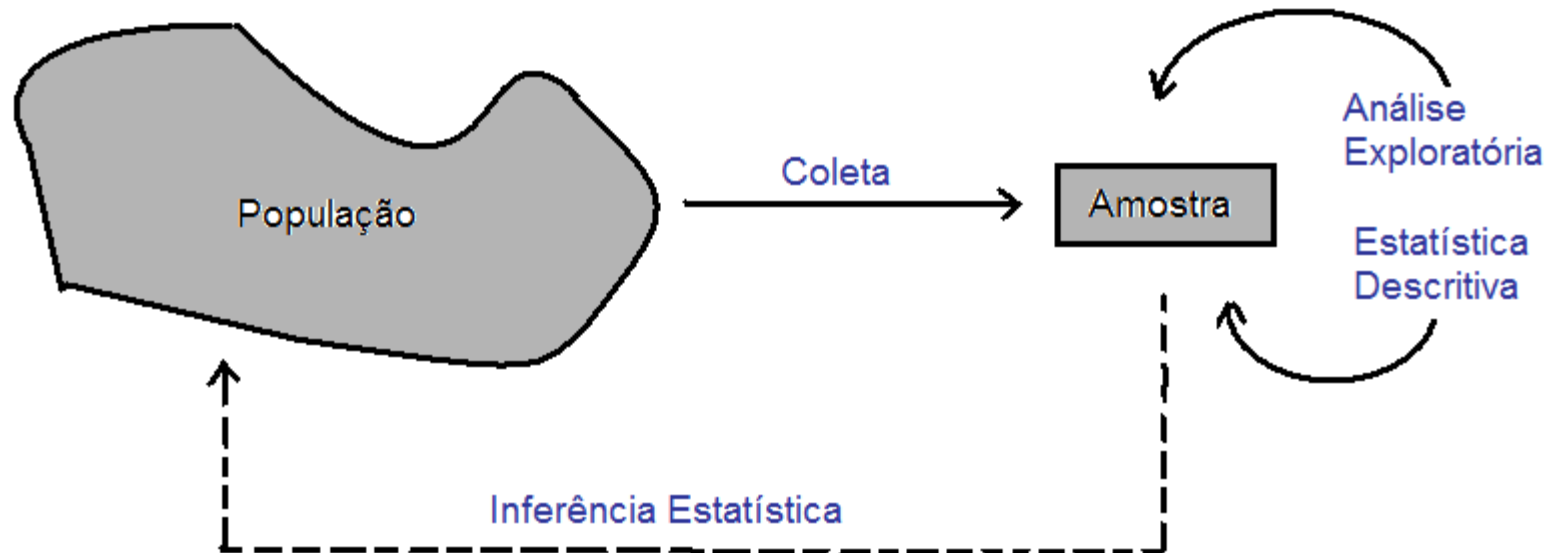 População
Coleta
Amostra
Análise
Exploratória
Estatística
Descritiva
Inferência Estatística